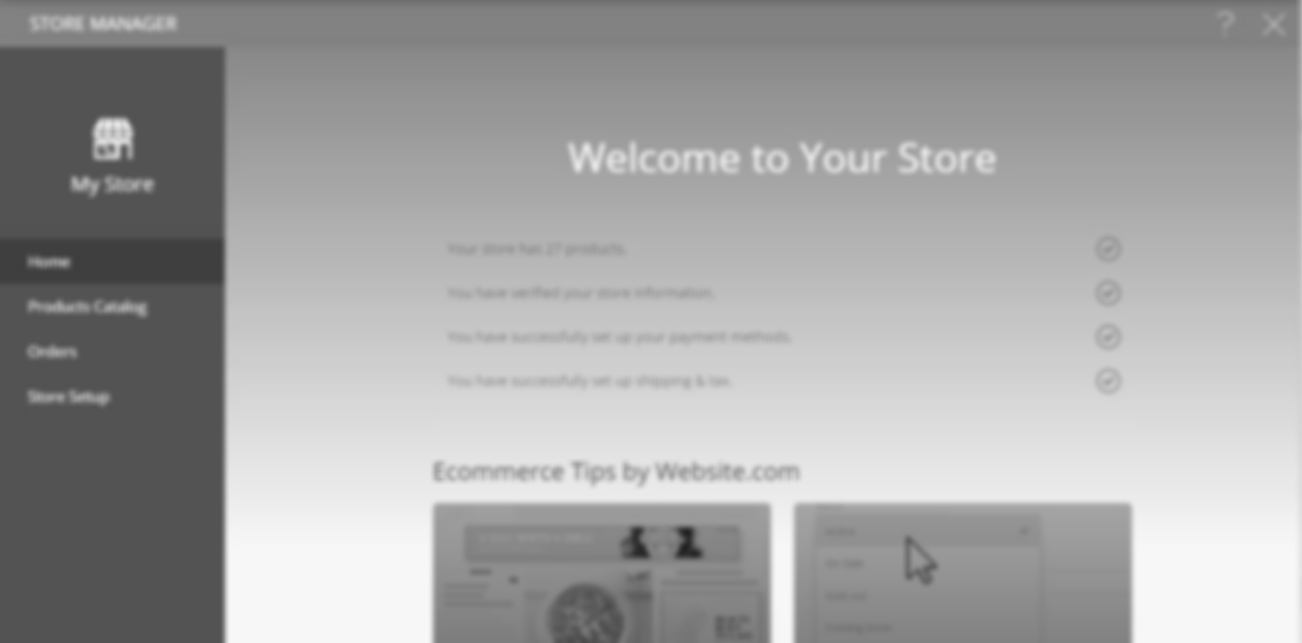 STORE MANAGER
?
My Store
Home
Products Catalog
Orders
Store Setup
Welcome to Your Store
Your store has 27 products.
You have verified your store information.
You have successfully set up your payment methods.
You have successfully set up shipping & tax.
Ecommerce Tips by Website.com